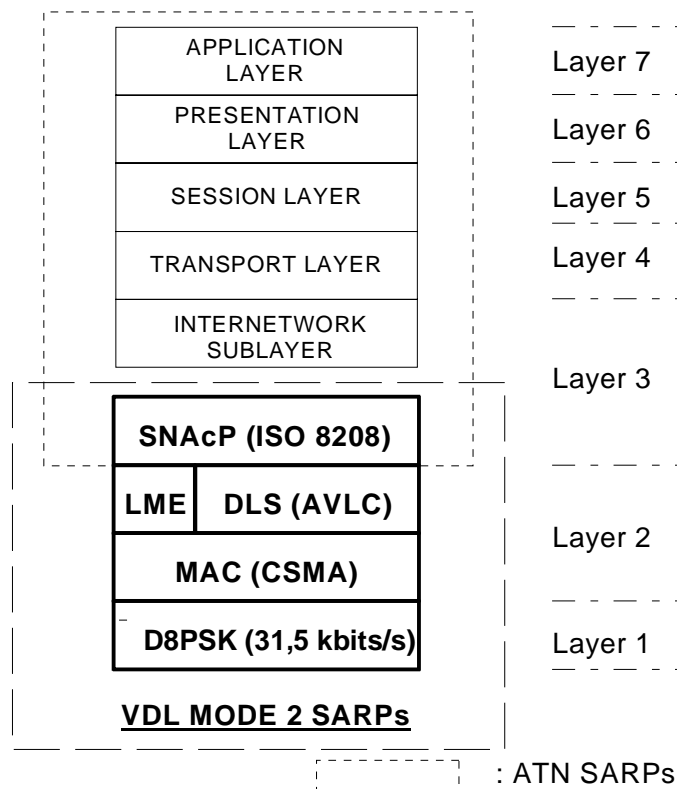 APPLICATION
LAYER
Layer 7
PRESENTATION
LAYER
Layer 6
SESSION LAYER
Layer 5
TRANSPORT LAYER
Layer 4
INTERNETWORK
SUBLAYER
Layer 3
SNAcP (ISO 8208)
LME
DLS (AVLC)
Layer 2
MAC (CSMA)
D8PSK (31,5 kbits/s)
Layer 1
VDL MODE 2 SARPs
: ATN SARPs